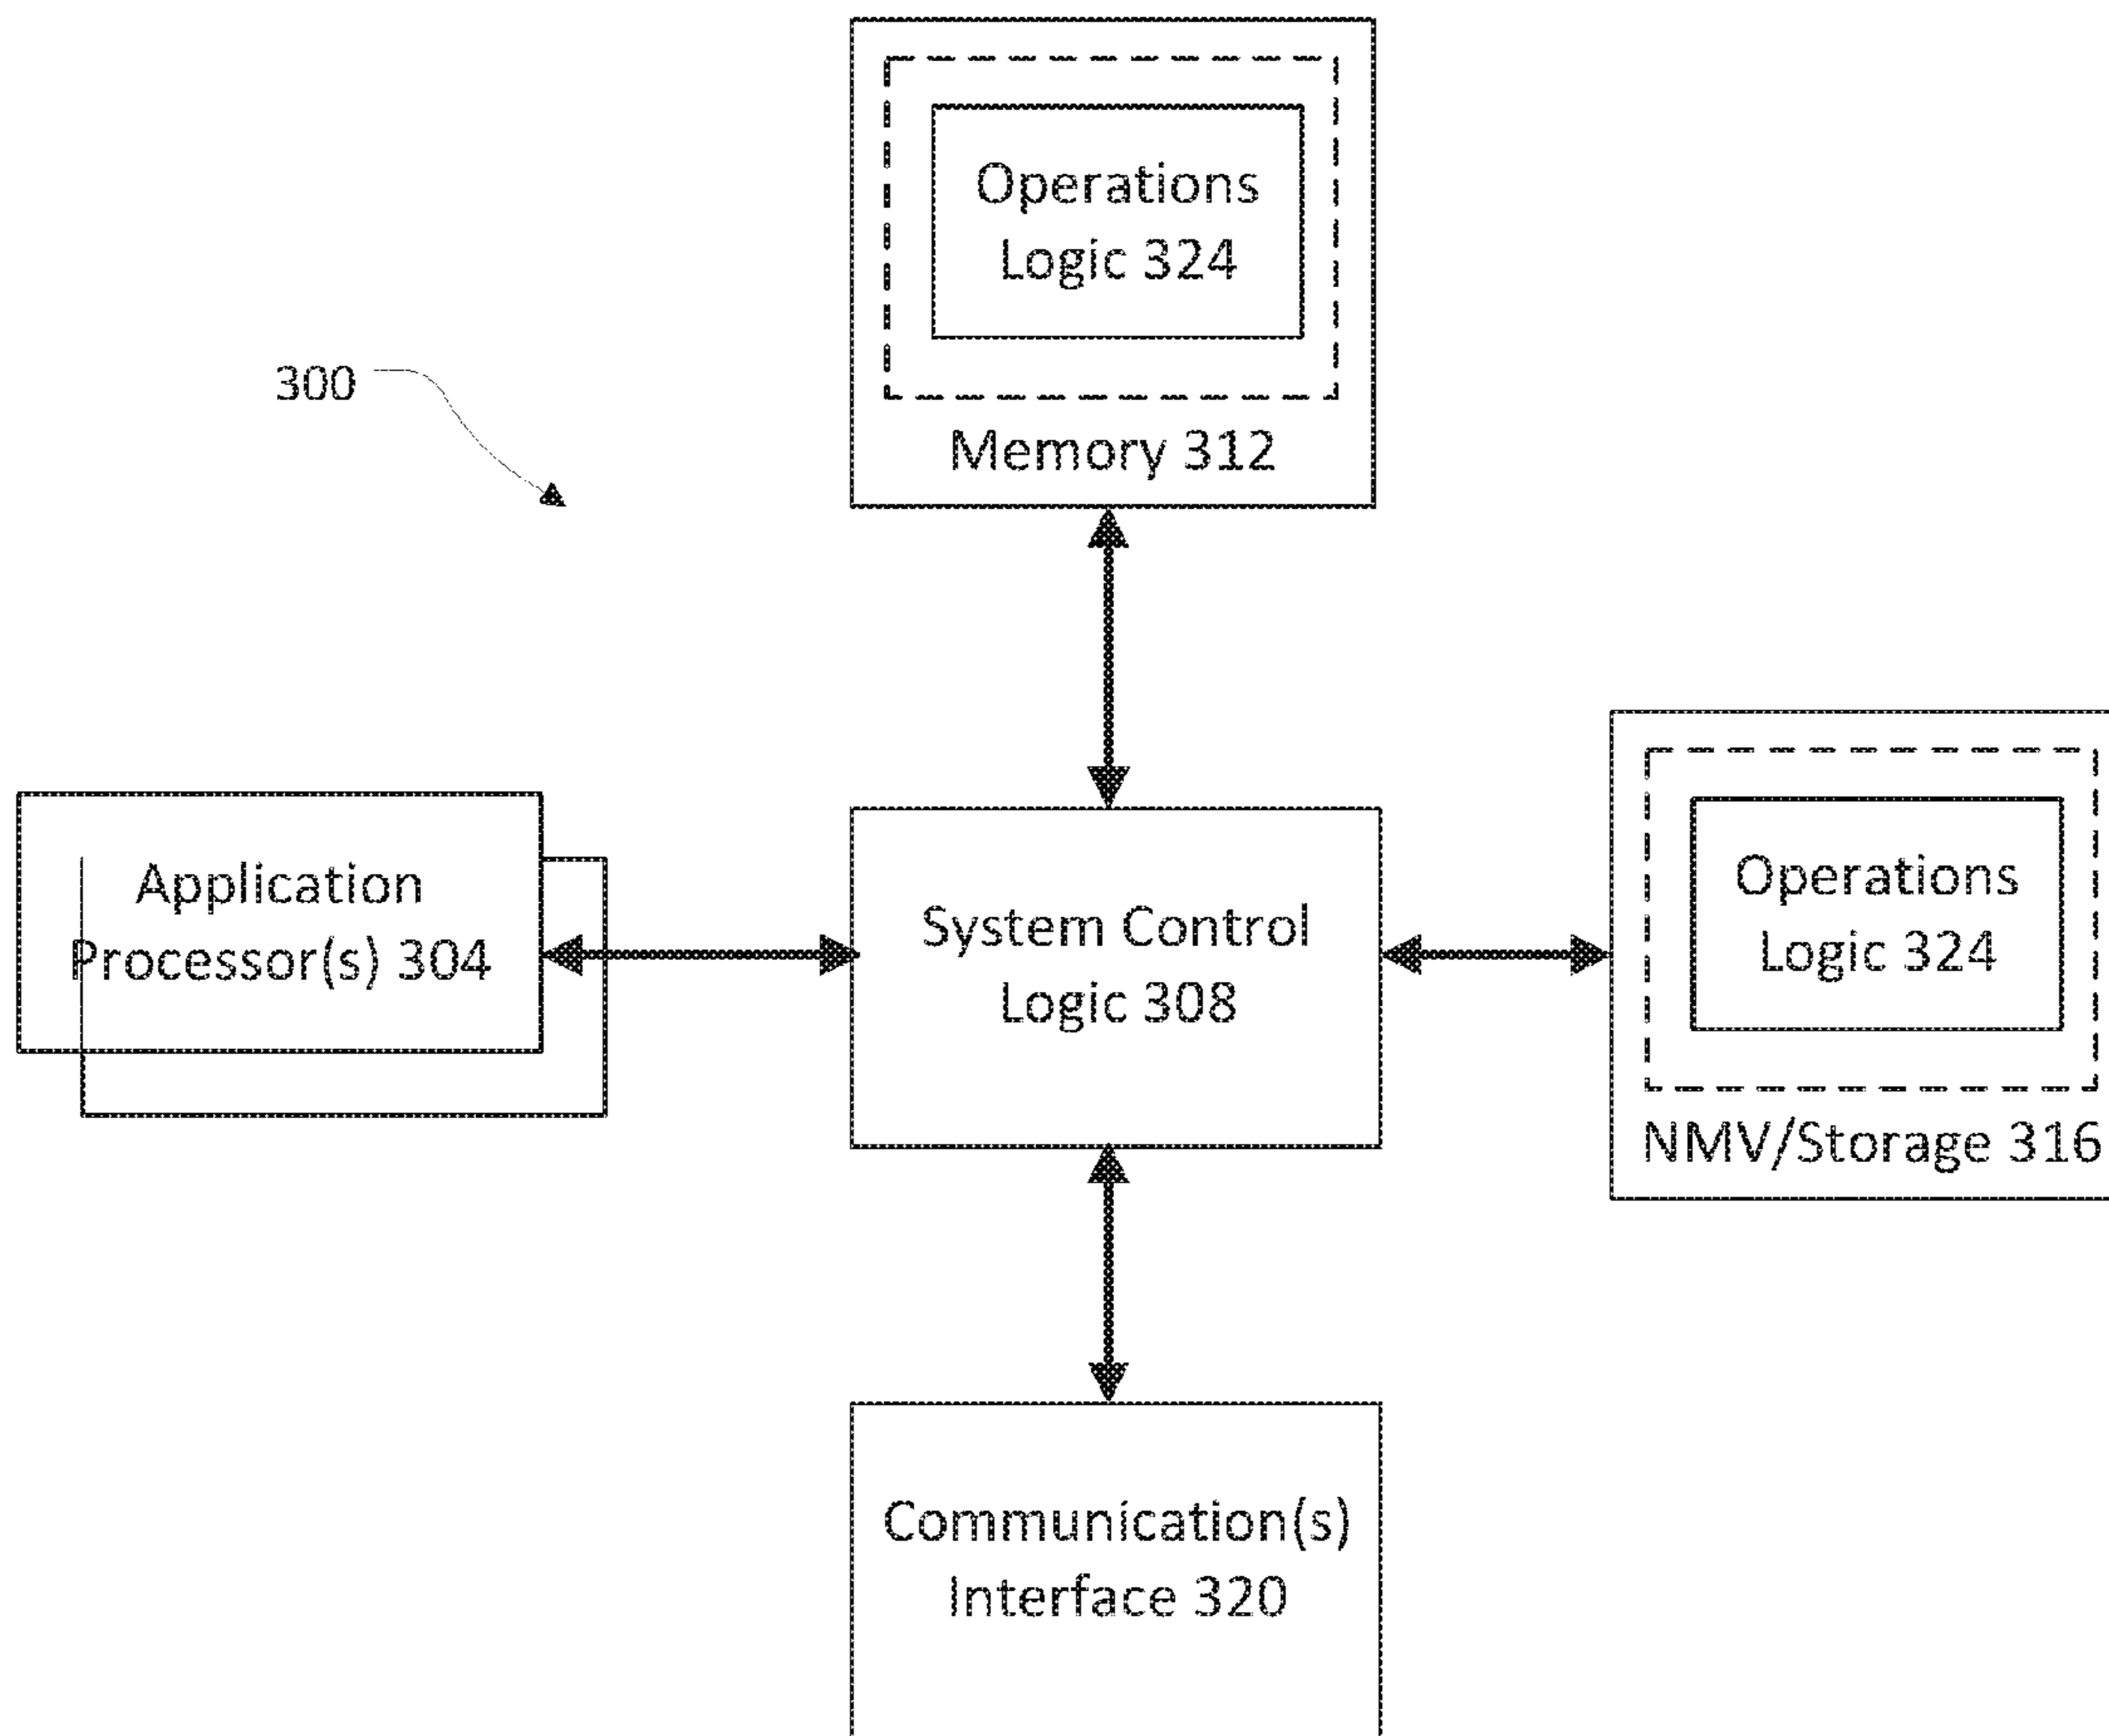 Operations
Logic 324
300
Memory 312
Application
Processor(s) 304
System Control
Logic 308
Operations
Logic 324
NMV/Storage 316
Communication(s)
Interface 320